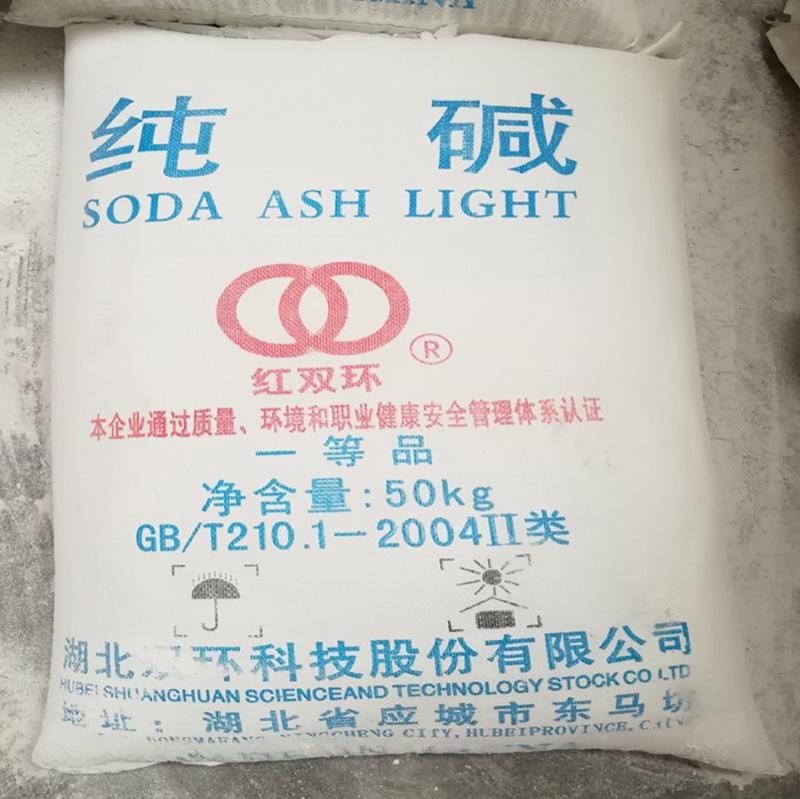 纯 碱
SODA ASH LIGHT
®
红双环
本企业通过质量、环境和职业健康安全管理体系认证
一等品
净含量:50kg
GB/T210.1-2004II类
湖北双环科技股份有限公司
HUBEI SHUANGHUAN SCIENCEAND TECHNOLOGY STOCK CO LTD
地址:湖北省应城市东马坊
DONGMAFANG YINGCHENG CITY, HUBEIPROVINCE,